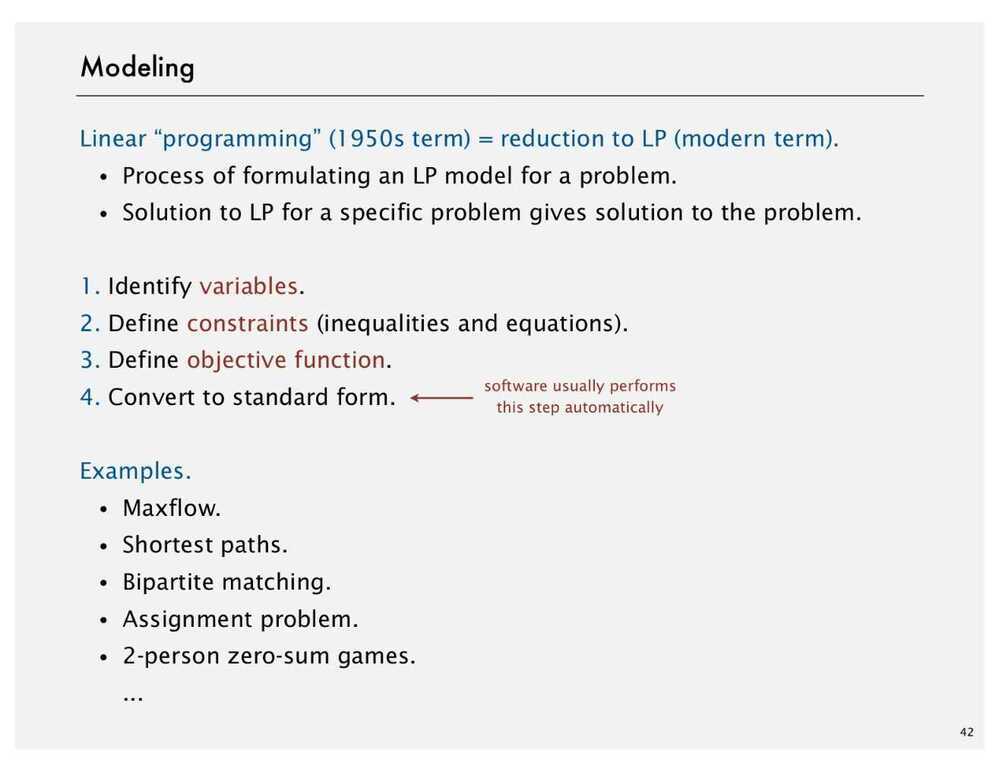 Modeling
Linear “programming” (1950s term) = reduction to LP (modern term).
• Process of formulating an LP model for a problem.
• Solution to LP for a specific problem gives solution to the problem.
1. Identify variables.
2. Define constraints (inequalities and equations).
3. Define objective function.
4. Convert to standard form.
software usually performs
this step automatically
Examples.
• Maxflow.
• Shortest paths.
• Bipartite matching.
• Assignment problem.
• 2-person zero-sum games.
...
42